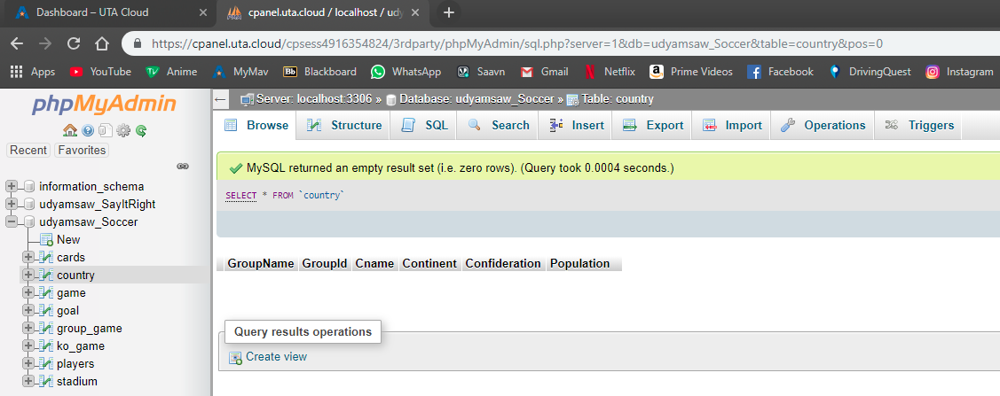 Dashboard – UTA Cloud
cpanel.uta.cloud / localhost / udy
https://cpanel.uta.cloud/cpsess4916354824/3rdparty/phpMyAdmin/sql.php?server=1&db=udyamsaw_Soccer&table=country&pos=0
Apps YouTube Anime MyMav Bb Blackboard WhatsApp Saavn Gmail Netflix a Prime Videos Facebook DrivingQuest Instagram
phpMyAdmin
Recent Favorites
information_schema
udyamsaw_SayItRight
udyamsaw_Soccer
New
cards
country
game
goal
group_game
ko_game
players
stadium
Server: localhost:3306 » Database: udyamsaw_Soccer » Table: country
Browse Structure SQL Search Insert Export Import Operations Triggers
MySQL returned an empty result set (i.e. zero rows). (Query took 0.0004 seconds.)
SELECT * FROM `country`
GroupName GroupId Cname Continent Confideration Population
Query results operations
Create view